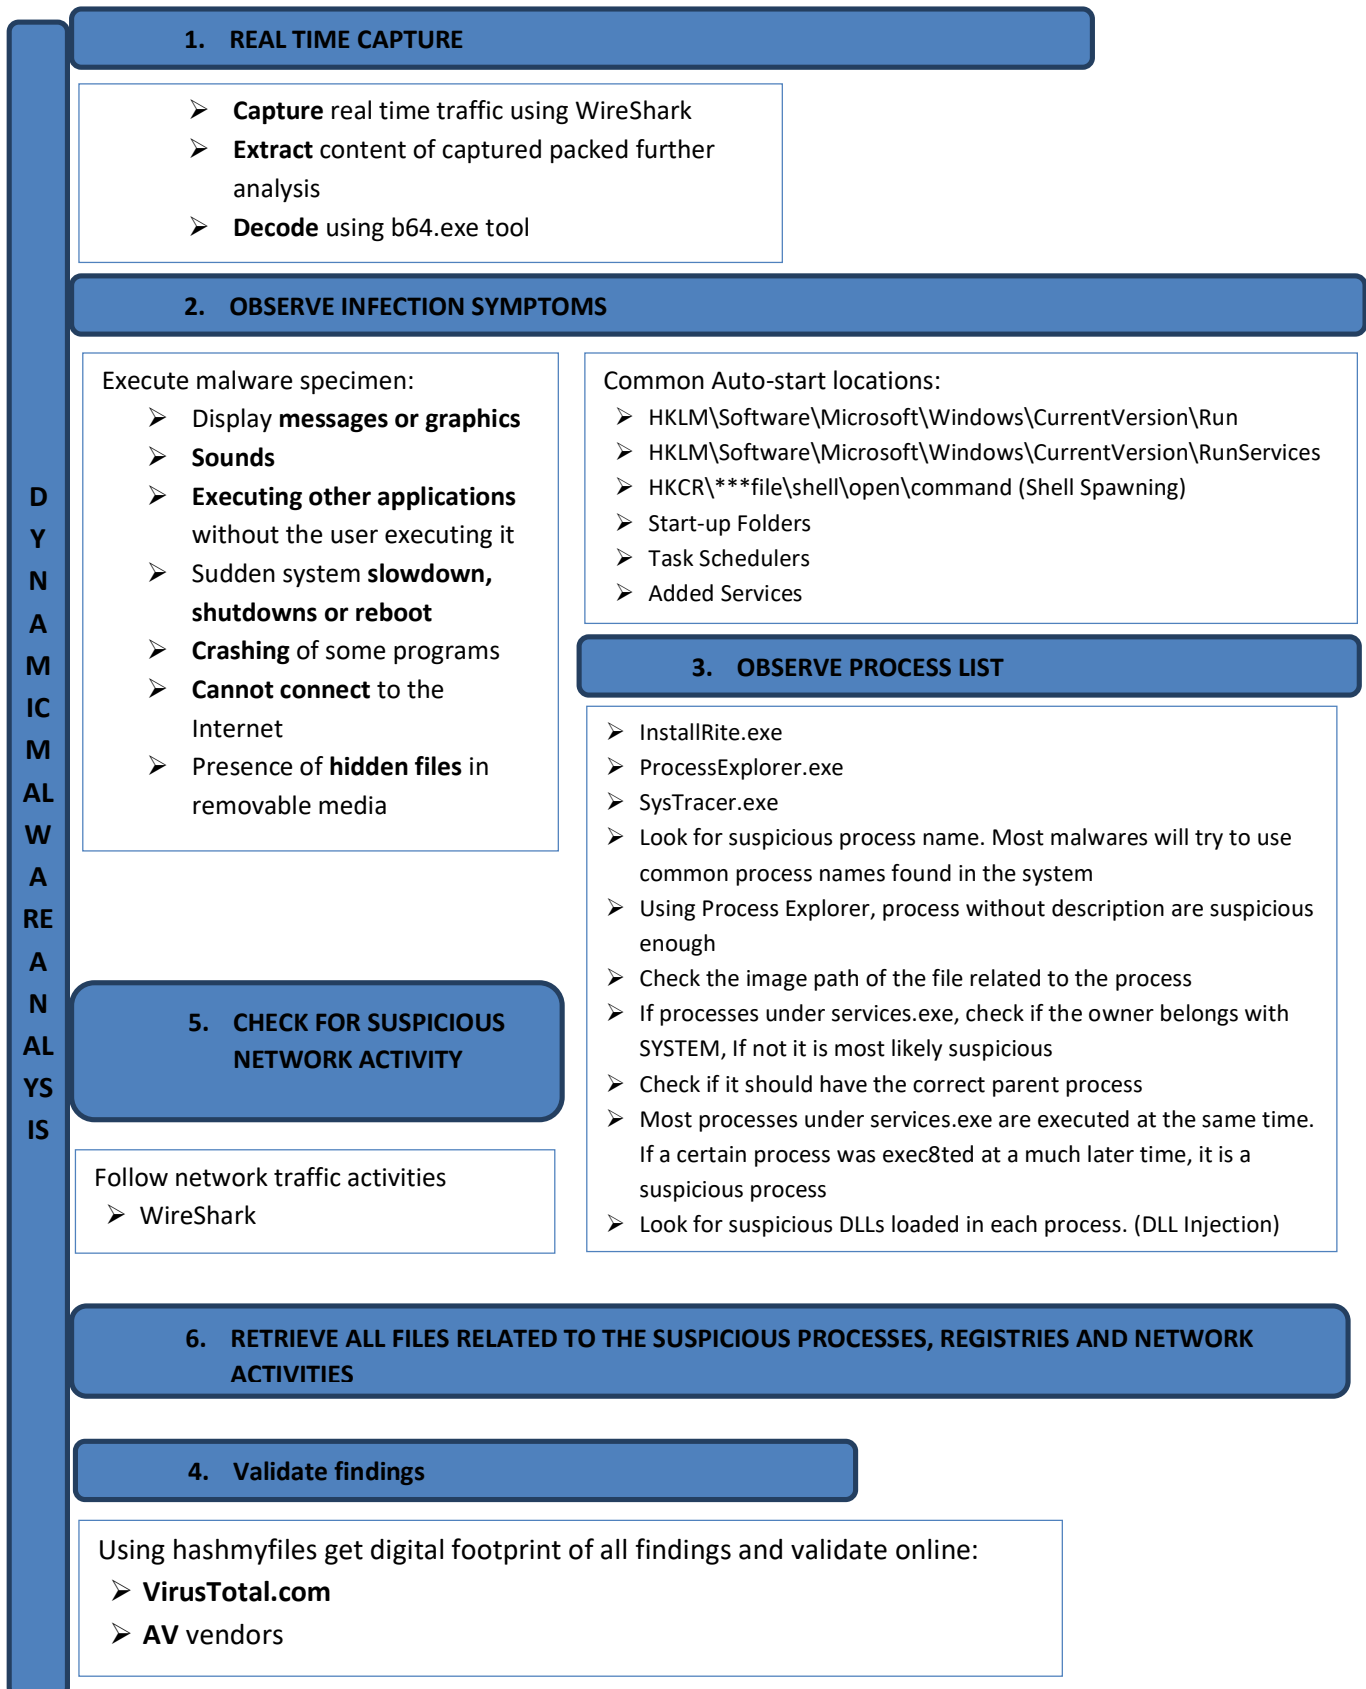 D
Y
N
A
M
IC
M
AL
W
A
RE
A
N
AL
YS
IS
1. REAL TIME CAPTURE
➢ Capture real time traffic using WireShark
➢ Extract content of captured packed further
analysis
➢ Decode using b64.exe tool
2. OBSERVE INFECTION SYMPTOMS
Execute malware specimen:
➢ Display messages or graphics
➢ Sounds
➢ Executing other applications
without the user executing it
➢ Sudden system slowdown,
shutdowns or reboot
➢ Crashing of some programs
➢ Cannot connect to the
Internet
➢ Presence of hidden files in
removable media
Common Auto-start locations:
➢ HKLM\Software\Microsoft\Windows\CurrentVersion\Run
➢ HKLM\Software\Microsoft\Windows\CurrentVersion\RunServices
➢ HKCR\***file\shell\open\command (Shell Spawning)
➢ Start-up Folders
➢ Task Schedulers
➢ Added Services
3. OBSERVE PROCESS LIST
➢ InstallRite.exe
➢ ProcessExplorer.exe
➢ SysTracer.exe
➢ Look for suspicious process name. Most malwares will try to use
common process names found in the system
➢ Using Process Explorer, process without description are suspicious
enough
➢ Check the image path of the file related to the process
➢ If processes under services.exe, check if the owner belongs with
SYSTEM, If not it is most likely suspicious
➢ Check if it should have the correct parent process
➢ Most processes under services.exe are executed at the same time.
If a certain process was exec8ted at a much later time, it is a
suspicious process
➢ Look for suspicious DLLs loaded in each process. (DLL Injection)
5. CHECK FOR SUSPICIOUS
NETWORK ACTIVITY
Follow network traffic activities
➢ WireShark
6. RETRIEVE ALL FILES RELATED TO THE SUSPICIOUS PROCESSES, REGISTRIES AND NETWORK
ACTIVITIES
4. Validate findings
Using hashmyfiles get digital footprint of all findings and validate online:
➢ VirusTotal.com
➢ AV vendors